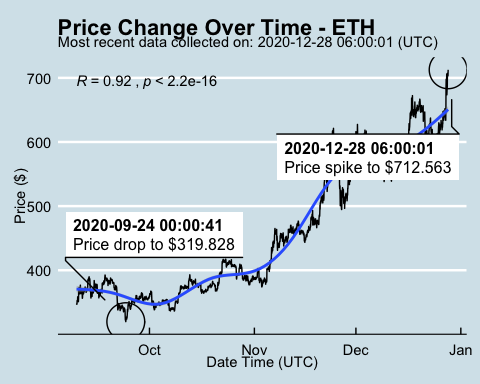 Price Change Over Time - ETH
Most recent data collected on: 2020-12-28 06:00:01 (UTC)
R = 0.92 , p < 2.2e-16
700
600
500
400
Price ($)
2020-12-28 06:00:01
Price spike to $712.563
2020-09-24 00:00:41
Price drop to $319.828
Oct
Nov
Dec
Jan
Date Time (UTC)